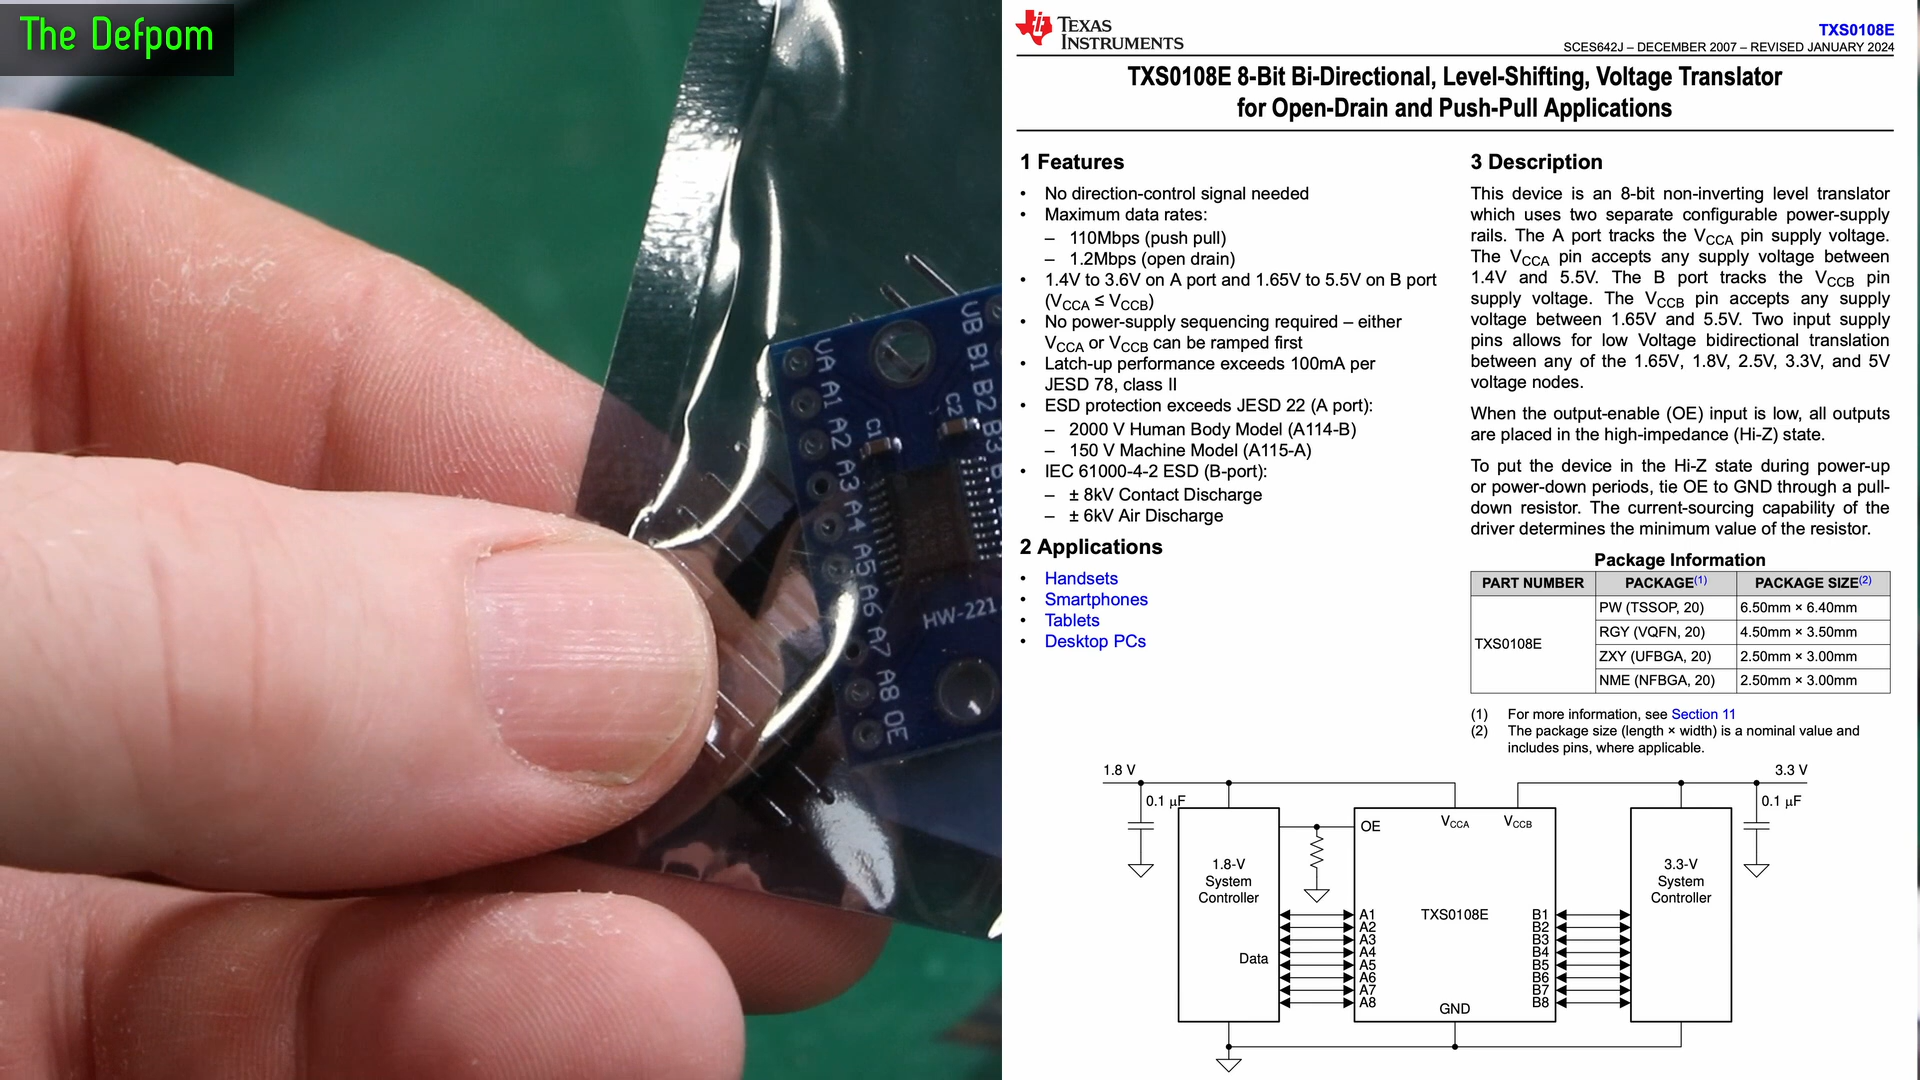 The Defpom
VA A1 A2 A3 A4 A5 A6 A7 A8 OE
VB B1 B2 B3
C1
C2
HW-221
TEXAS
INSTRUMENTS
TXS0108E
SCES642J – DECEMBER 2007 – REVISED JANUARY 2024
TXS0108E 8-Bit Bi-Directional, Level-Shifting, Voltage Translator
for Open-Drain and Push-Pull Applications
1 Features
• No direction-control signal needed
• Maximum data rates:
– 110Mbps (push pull)
– 1.2Mbps (open drain)
• 1.4V to 3.6V on A port and 1.65V to 5.5V on B port
(VCCA ≤ VCCB)
• No power-supply sequencing required – either
VCCA or VCCB can be ramped first
• Latch-up performance exceeds 100mA per
JESD 78, class II
• ESD protection exceeds JESD 22 (A port):
– 2000 V Human Body Model (A114-B)
– 150 V Machine Model (A115-A)
• IEC 61000-4-2 ESD (B-port):
– ± 8kV Contact Discharge
– ± 6kV Air Discharge
2 Applications
• Handsets
• Smartphones
• Tablets
• Desktop PCs
3 Description
This device is an 8-bit non-inverting level translator
which uses two separate configurable power-supply
rails. The A port tracks the VCCA pin supply voltage.
The VCCA pin accepts any supply voltage between
1.4V and 5.5V. The B port tracks the VCCB pin
supply voltage. The VCCB pin accepts any supply
voltage between 1.65V and 5.5V. Two input supply
pins allows for low Voltage bidirectional translation
between any of the 1.65V, 1.8V, 2.5V, 3.3V, and 5V
voltage nodes.
When the output-enable (OE) input is low, all outputs
are placed in the high-impedance (Hi-Z) state.
To put the device in the Hi-Z state during power-up
or power-down periods, tie OE to GND through a pull-
down resistor. The current-sourcing capability of the
driver determines the minimum value of the resistor.
Package Information
PART NUMBER PACKAGE(1) PACKAGE SIZE(2)
TXS0108E
PW (TSSOP, 20) 6.50mm × 6.40mm
RGY (VQFN, 20) 4.50mm × 3.50mm
ZXY (UFBGA, 20) 2.50mm × 3.00mm
NME (NFBGA, 20) 2.50mm × 3.00mm
(1) For more information, see Section 11
(2) The package size (length × width) is a nominal value and
includes pins, where applicable.
1.8 V 3.3 V
0.1 µF 0.1 µF
OE VCCA VCCB
1.8-V
System
Controller
3.3-V
System
Controller
TXS0108E
Data
A1 B1
A2 B2
A3 B3
A4 B4
A5 B5
A6 B6
A7 B7
A8 B8
GND